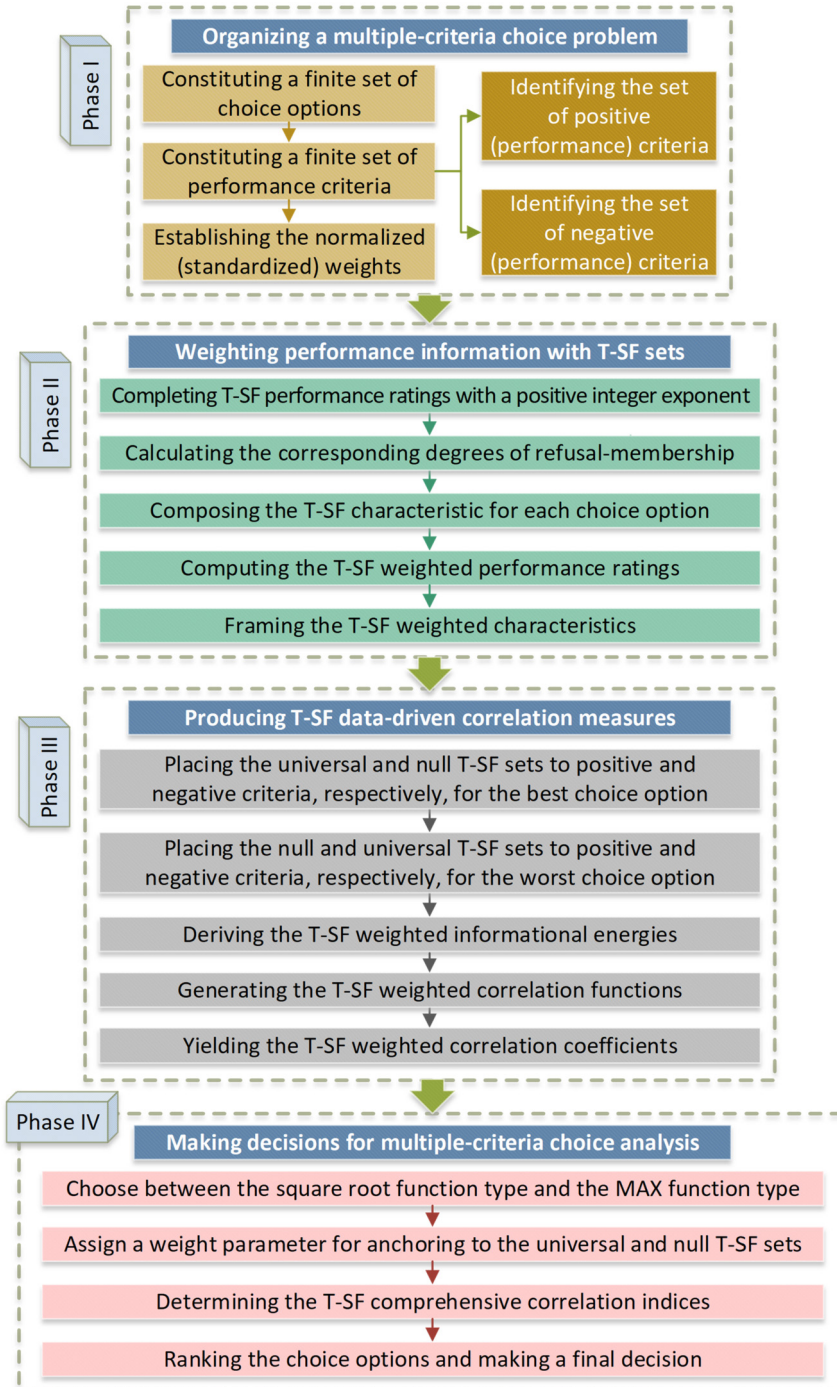 Phase I
Organizing a multiple-criteria choice problem
Constituting a finite set of
choice options
Constituting a finite set of
performance criteria
Establishing the normalized
(standardized) weights
Identifying the set
of positive
(performance) criteria
Identifying the set
of negative
(performance) criteria
Phase II
Weighting performance information with T-SF sets
Completing T-SF performance ratings with a positive integer exponent
Calculating the corresponding degrees of refusal-membership
Composing the T-SF characteristic for each choice option
Computing the T-SF weighted performance ratings
Framing the T-SF weighted characteristics
Phase III
Producing T-SF data-driven correlation measures
Placing the universal and null T-SF sets to positive and
negative criteria, respectively, for the best choice option
Placing the null and universal T-SF sets to positive and
negative criteria, respectively, for the worst choice option
Deriving the T-SF weighted informational energies
Generating the T-SF weighted correlation functions
Yielding the T-SF weighted correlation coefficients
Phase IV
Making decisions for multiple-criteria choice analysis
Choose between the square root function type and the MAX function type
Assign a weight parameter for anchoring to the universal and null T-SF sets
Determining the T-SF comprehensive correlation indices
Ranking the choice options and making a final decision